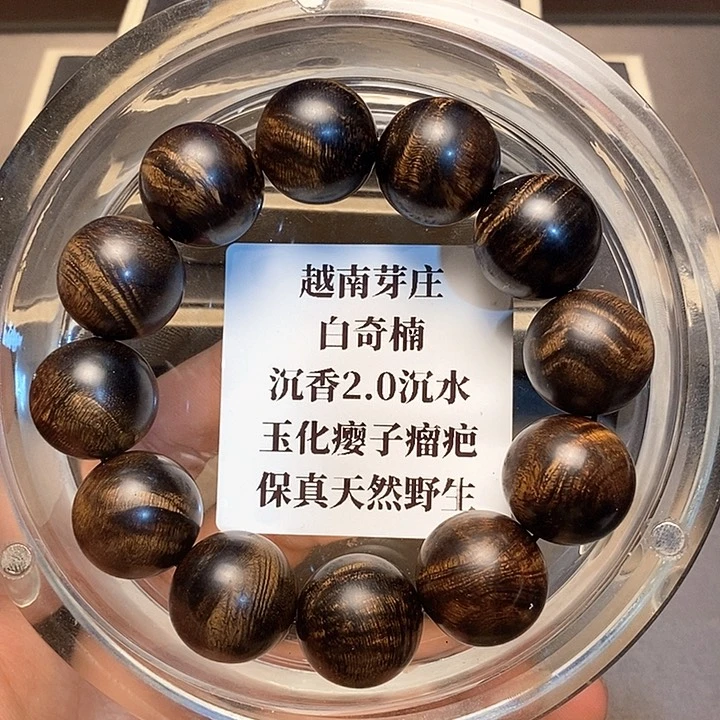 越南芽庄
白奇楠
沉香2.0沉水
玉化瘿子瘤疤
保真天然野生